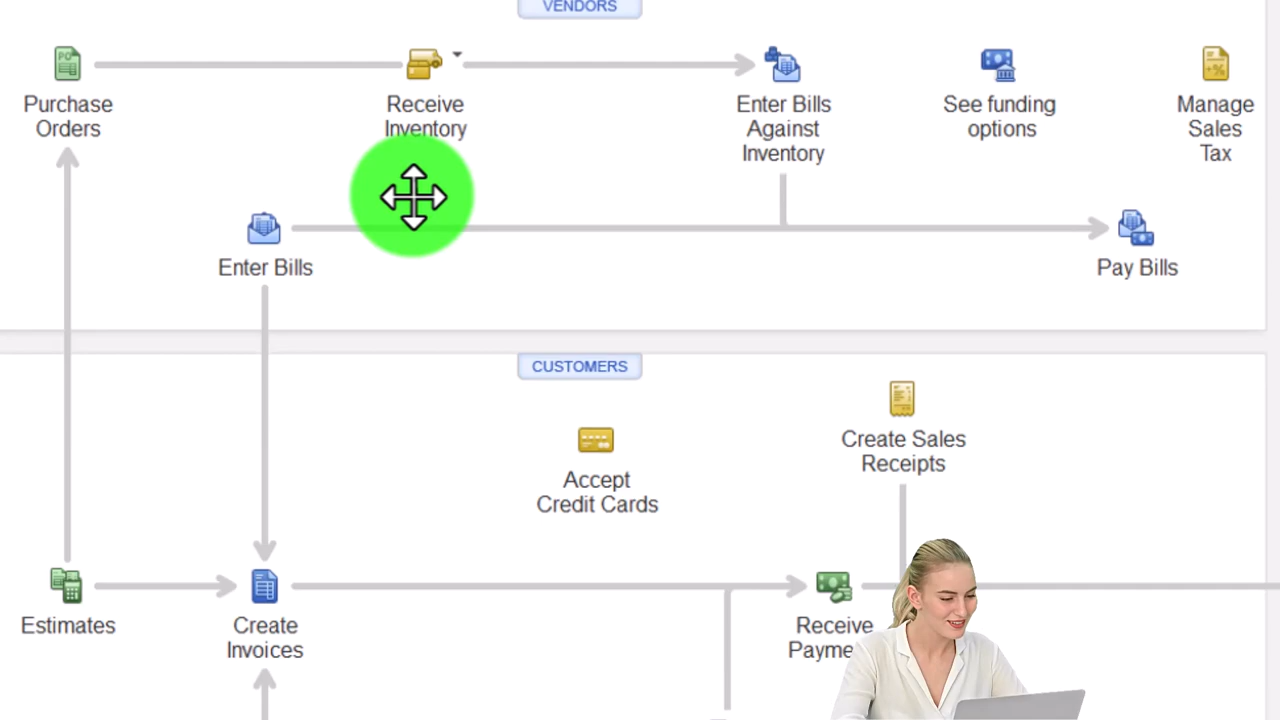 VENDORS
Purchase
Orders
Receive
Inventory
Enter Bills
Against
Inventory
See funding
options
Manage
Sales
Tax
Enter Bills
Pay Bills
CUSTOMERS
Create Sales
Receipts
Accept
Credit Cards
Estimates
Create
Invoices
Receive